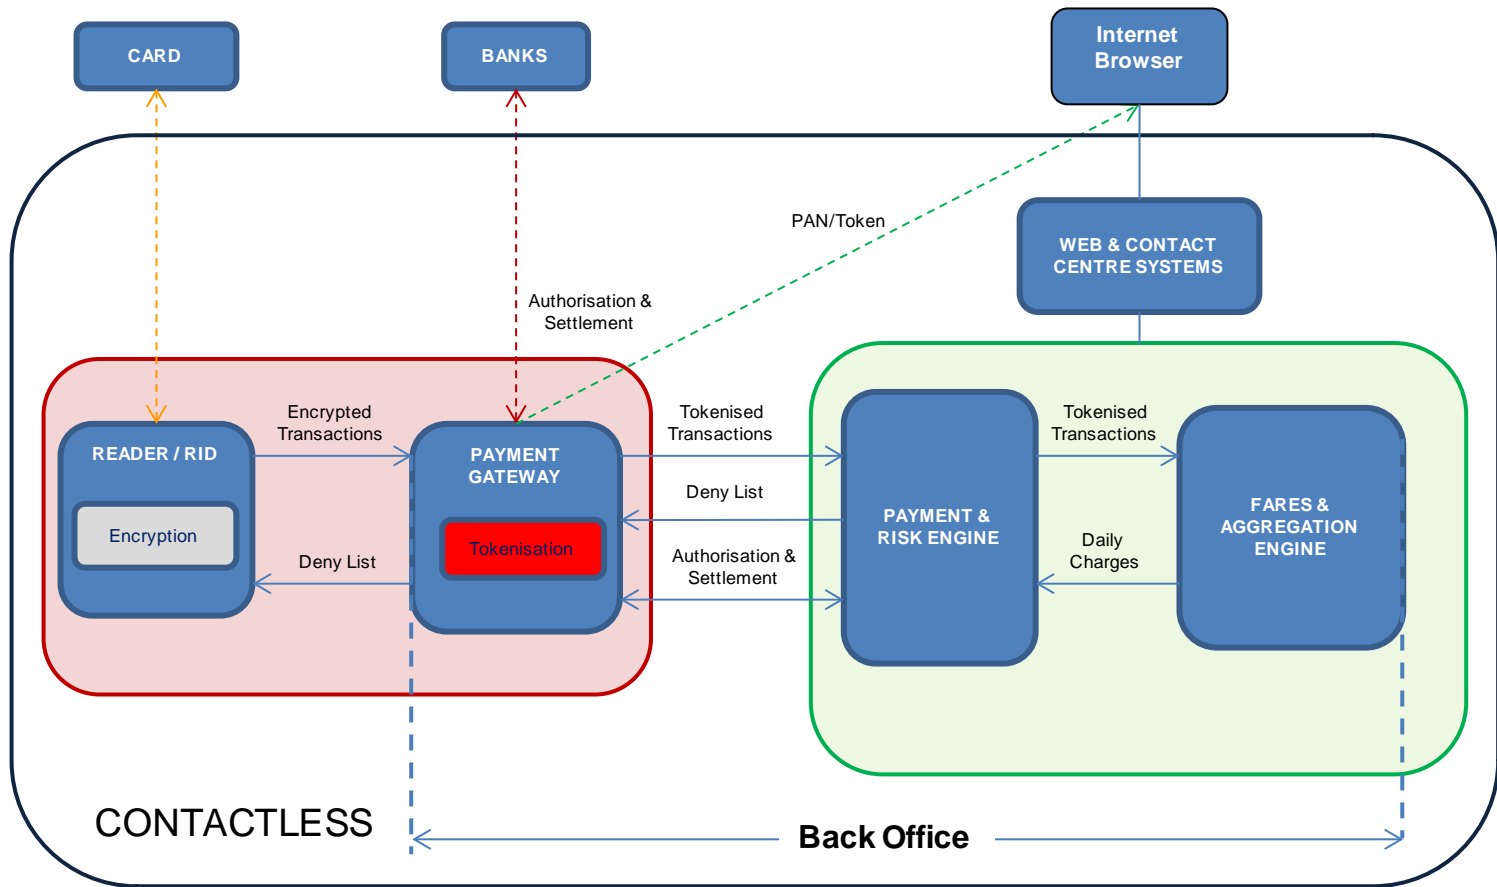 CARD
BANKS
Internet
Browser
PAN/Token
WEB & CONTACT
CENTRE SYSTEMS
Authorisation &
Settlement
READER / RID
Encryption
Encrypted
Transactions
Deny List
PAYMENT
GATEWAY
Tokenisation
Tokenised
Transactions
Deny List
Authorisation &
Settlement
PAYMENT &
RISK ENGINE
Tokenised
Transactions
Daily
Charges
FARES &
AGGREGATION
ENGINE
CONTACTLESS
Back Office